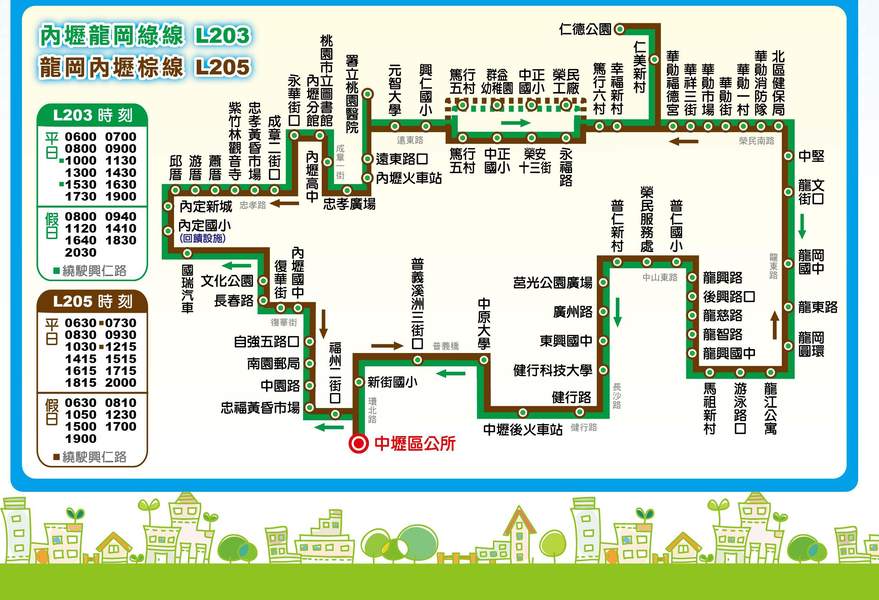 內壢龍岡綠線 L203
龍岡內壢棕線 L205
L203 時 刻
平日
0600 0700
0800 0900
1000 1130
1300 1430
1530 1630
1730 1900
假日
0800 0940
1120 1410
1640 1830
2030
繞駛興仁路
L205 時 刻
平日
0630 0730
0830 0930
1030 1215
1415 1515
1615 1715
1815 2000
假日
0630 0810
1050 1230
1500 1700
1900
繞駛興仁路
仁德公園
仁美新村
幸福新村
篤行六村
華勛福德宮
華祥三街
華勛市場
華勛街
華勛一村
華勛消防隊
北區健保局
榮民南路
中堅
龍文街口
龍岡國中
龍東路
龍東路
龍岡圓環
龍江公寓
游泳路口
馬祖新村
龍興國中
龍智路
龍慈路
後興路口
龍興路
中山東路
普仁國小
榮民服務處
普仁新村
莒光公園廣場
廣州路
東興國中
健行科技大學
長沙路
健行路
健行路
中壢後火車站
中原大學
普義橋
普義溪洲三街口
新街國小
環北路
中壢區公所
福州二街口
忠福黃昏市場
中園路
南園郵局
自強五路口
復華街
內壢國中
復華街
長春路
文化公園
國瑞汽車
內定國小
(回饋設施)
內定新城
邱厝
游厝
蕭厝
紫竹林觀音寺
忠孝黃昏市場
成章二街口
忠孝路
永華街口
桃園市立圖書館內壢分館
內壢高中
成章一街
忠孝廣場
署立桃園醫院
內壢火車站
遠東路口
遠東路
元智大學
興仁國小
篤行五村
群益幼稚園
中正國小
榮民工廠
篤行五村
中正國小
榮安十三街
永福路